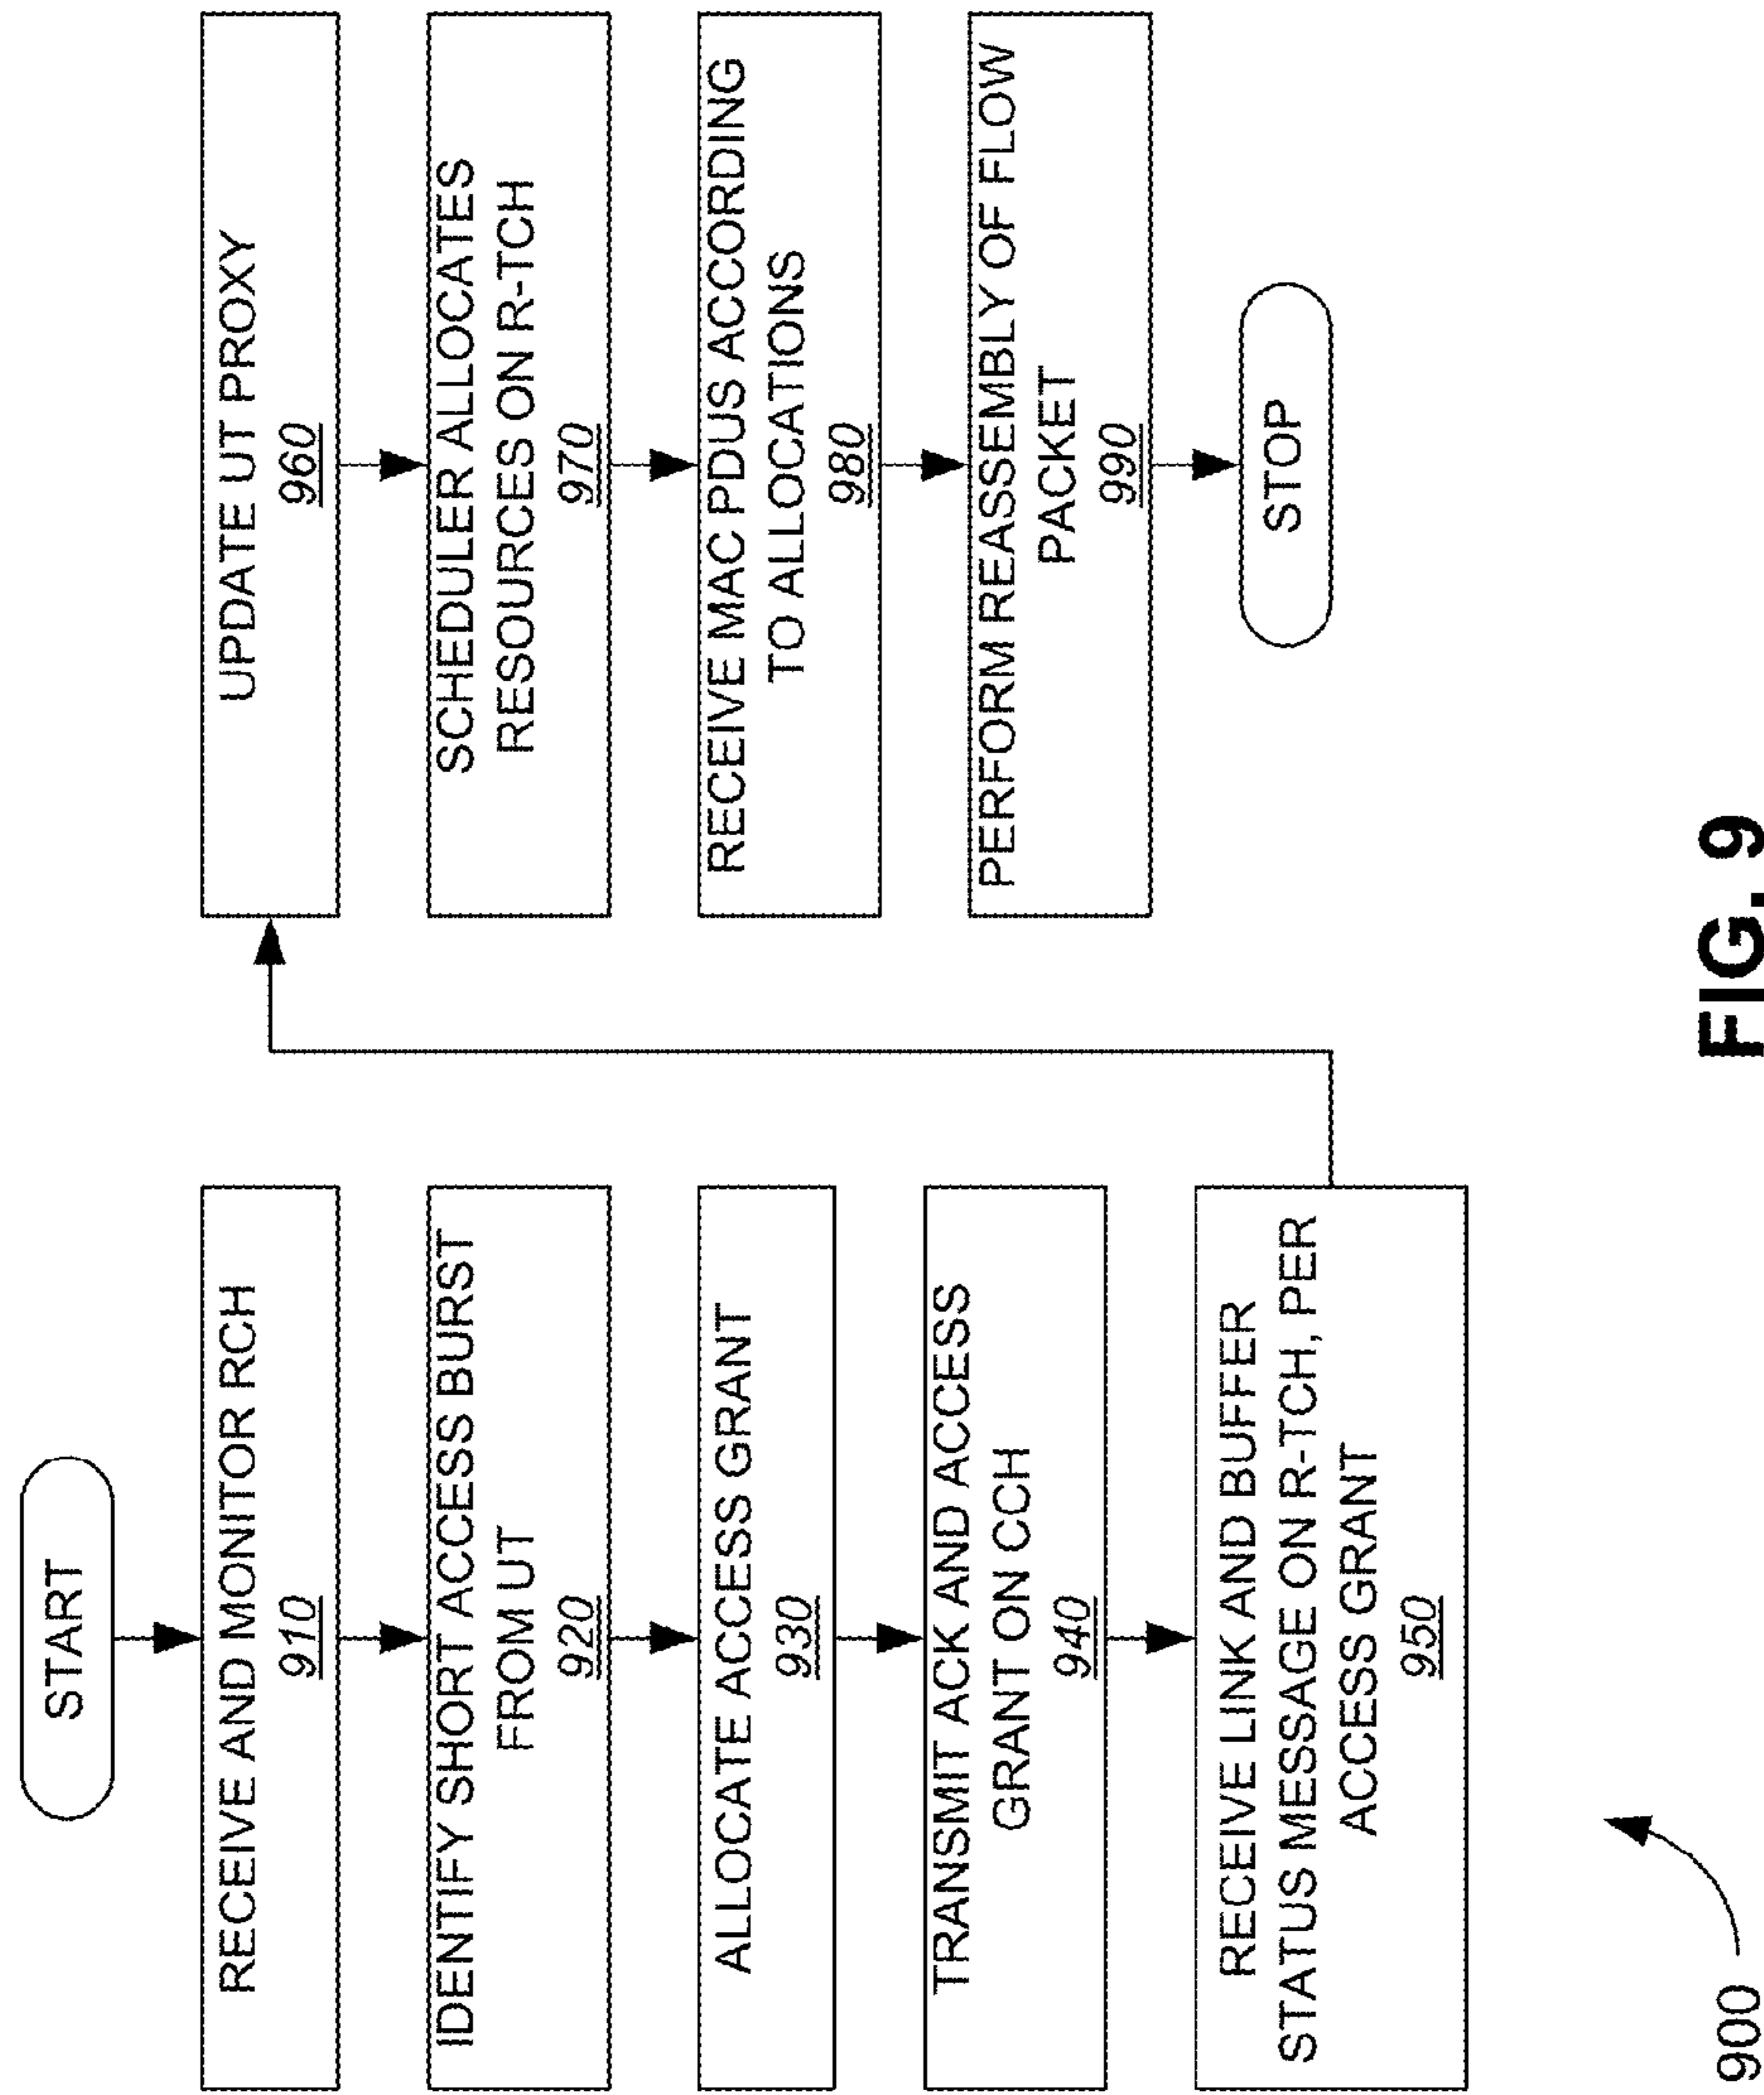 START
RECEIVE AND MONITOR RCH
910
IDENTIFY SHORT ACCESS BURST
FROM UT
920
ALLOCATE ACCESS GRANT
930
TRANSMIT ACK AND ACCESS
GRANT ON CCH
940
RECEIVE LINK AND BUFFER
STATUS MESSAGE ON R-TCH, PER
ACCESS GRANT
950
UPDATE UT PROXY
960
SCHEDULER ALLOCATES
RESOURCES ON R-TCH
970
RECEIVE MAC PDUS ACCORDING
TO ALLOCATIONS
980
PERFORM REASSEMBLY OF FLOW
PACKET
990
STOP
900
FIG. 9